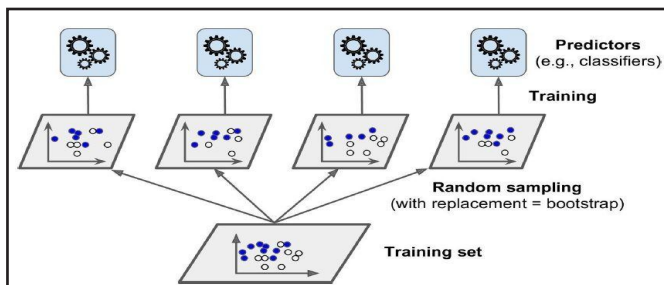 Predictors
(e.g., classifiers)
Training
Random sampling
(with replacement = bootstrap)
Training set